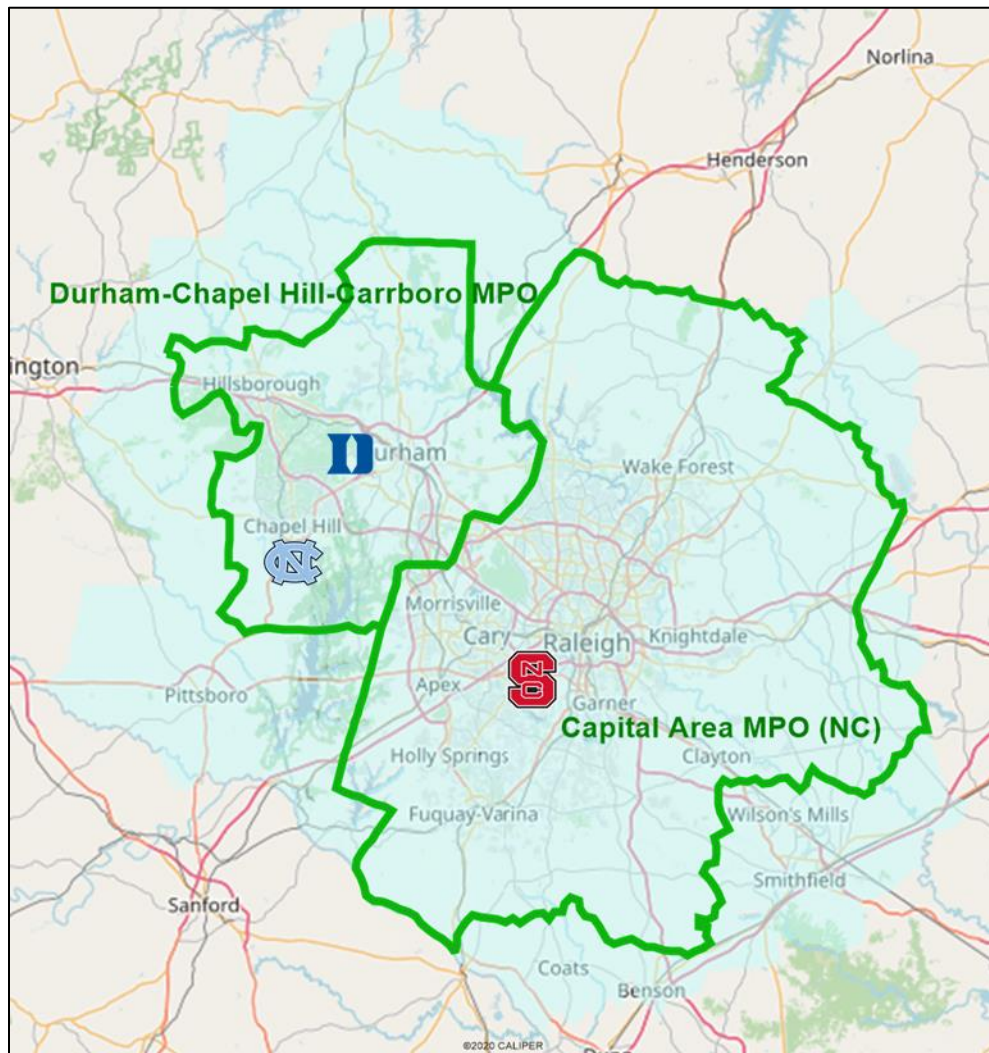 Norlina
Henderson
Durham-Chapel Hill-Carrboro MPO
ington
Hillsborough
urham
Wake Forest
Chapel Hill
NC
Morrisville
Cary
Raleigh
Knightdale
Apex
Pittsboro
NS
Garner
Capital Area MPO (NC)
Holly Springs
Clayton
Fuquay-Varina
Wilson's Mills
Smithfield
Sanford
Coats
Benson
©2020 CALIPER